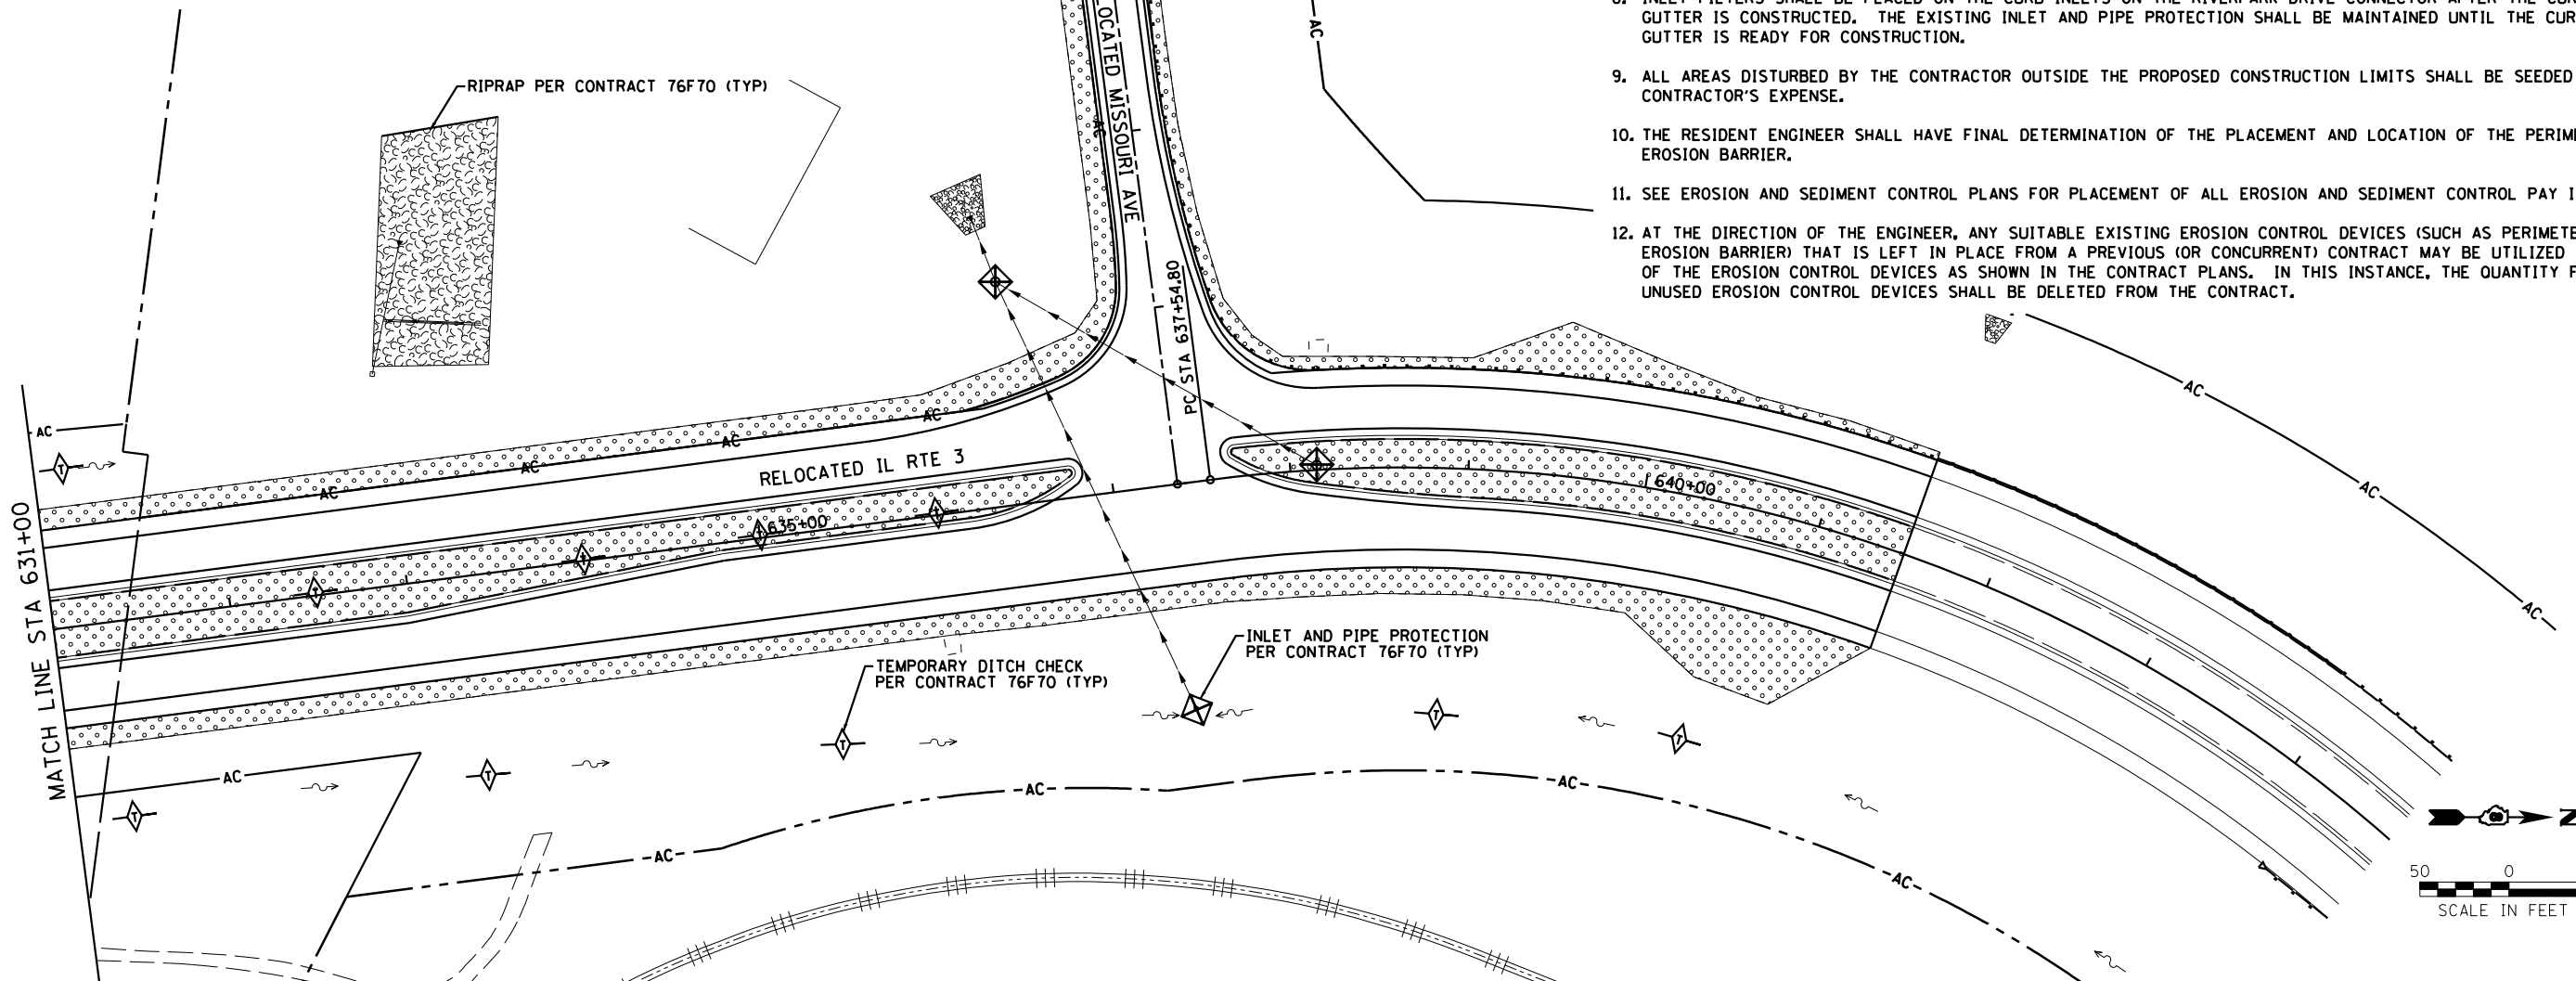 GUTTER IS CONSTRUCTED. THE EXISTING INLET AND PIPE PROTECTION SHALL BE MAINTAINED UNTIL THE CUR
GUTTER IS READY FOR CONSTRUCTION.
9. ALL AREAS DISTURBED BY THE CONTRACTOR OUTSIDE THE PROPOSED CONSTRUCTION LIMITS SHALL BE SEEDED
CONTRACTOR'S EXPENSE.
10. THE RESIDENT ENGINEER SHALL HAVE FINAL DETERMINATION OF THE PLACEMENT AND LOCATION OF THE PERIM
EROSION BARRIER.
11. SEE EROSION AND SEDIMENT CONTROL PLANS FOR PLACEMENT OF ALL EROSION AND SEDIMENT CONTROL PAY I
12. AT THE DIRECTION OF THE ENGINEER, ANY SUITABLE EXISTING EROSION CONTROL DEVICES (SUCH AS PERIMETE
EROSION BARRIER) THAT IS LEFT IN PLACE FROM A PREVIOUS (OR CONCURRENT) CONTRACT MAY BE UTILIZED
OF THE EROSION CONTROL DEVICES AS SHOWN IN THE CONTRACT PLANS. IN THIS INSTANCE, THE QUANTITY F
UNUSED EROSION CONTROL DEVICES SHALL BE DELETED FROM THE CONTRACT.
RIPRAP PER CONTRACT 76F70 (TYP)
OCATED MISSOURI AVE
AC
AC
PC STA 637+54.80
AC
AC
AC
AC
AC
RELOCATED IL RTE 3
635+00
640+00
AC
AC
AC
MATCH LINE STA 631+00
T
T
T
T
T
TEMPORARY DITCH CHECK
PER CONTRACT 76F70 (TYP)
INLET AND PIPE PROTECTION
PER CONTRACT 76F70 (TYP)
T
T
T
T
T
AC
AC
AC
AC
AC
N
50 0
SCALE IN FEET